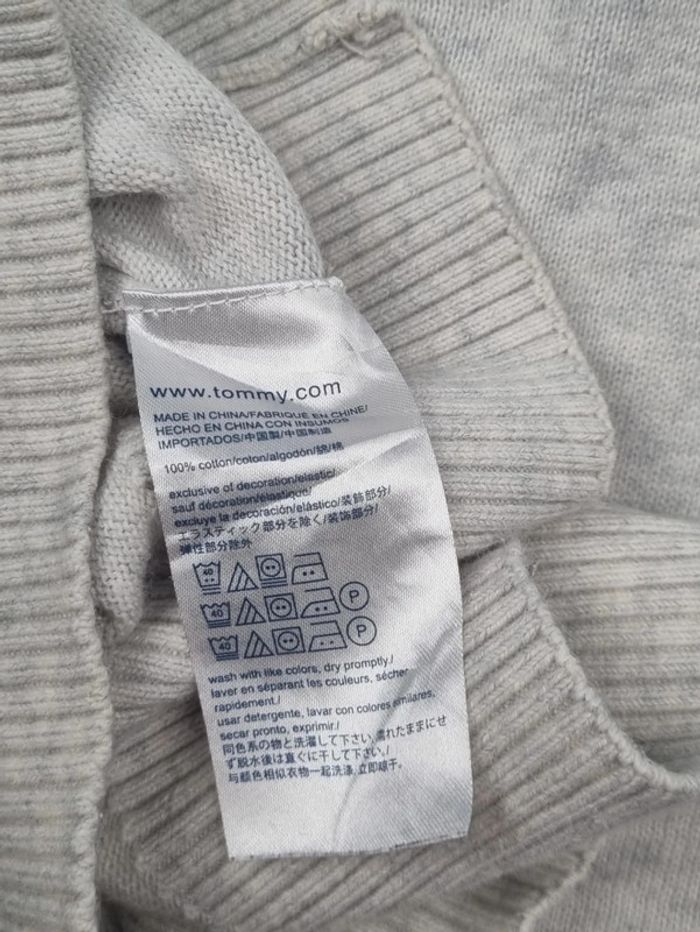 www.tommy.com
MADE IN CHINA/FABRIQUE EN CHINE/
HECHO EN CHINA CON INSUMOS
IMPORTADOS/中国製/中国制造
100% cotton/coton/algodón/綿/棉
exclusive of decoration/elastic/
sauf décoration/élastique/
excluye la decoración/elástico/装飾部分/
エラスティック部分を除く/装饰部分/
弹性部分除外
40
40 P
40 P
wash with like colors, dry promptly./
laver en séparant les couleurs, sécher
rapidement./
usar detergente, lavar con colores similares,
secar pronto, exprimir./
同色系の物と洗濯して下さい,濡れたままにせ
ず脱水後は直ぐに干して下さい./
与颜色相似衣物一起洗涤,立即晾干.